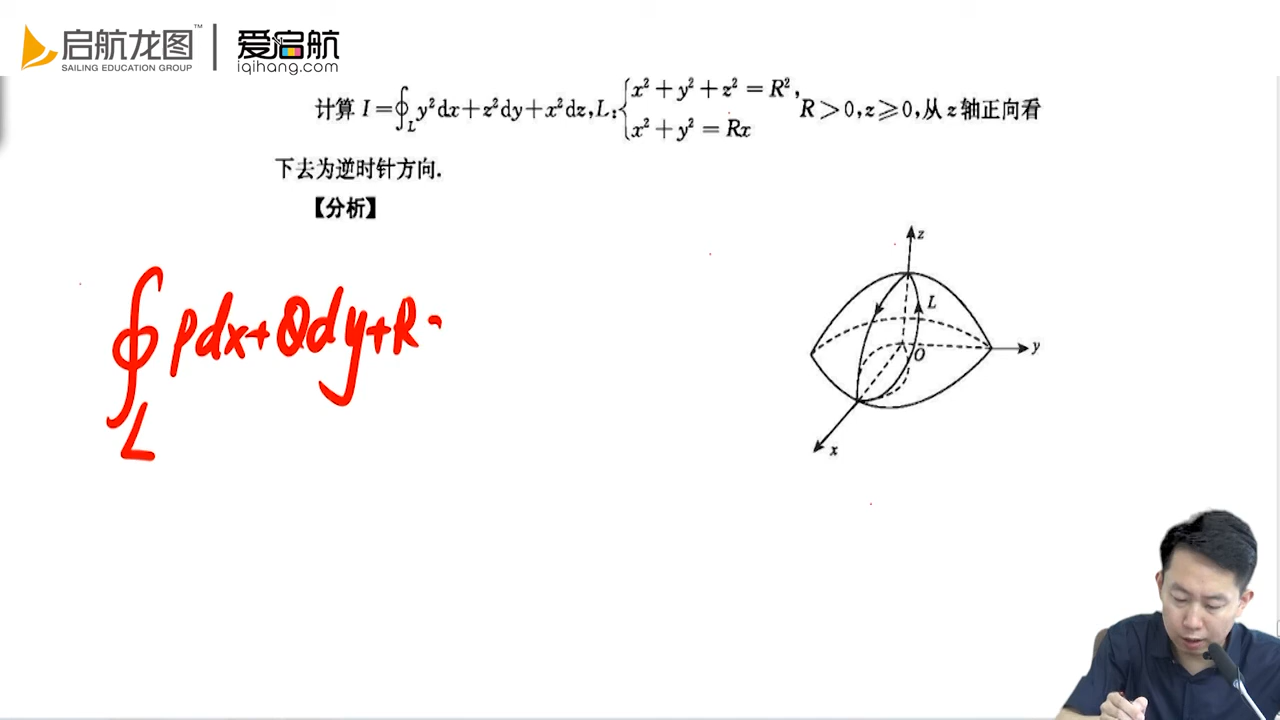 启航龙图™ | 爱启航
SAILING EDUCATION GROUP iqihang.com
计算 I=∮_L y²dx+z²dy+x²dz, L:{x²+y²+z²=R², x²+y²=Rx R>0,z≥0,从 z 轴正向看
下去为逆时针方向.
【分析】
∮_L Pdx+Qdy+R
z
L
O
y
x